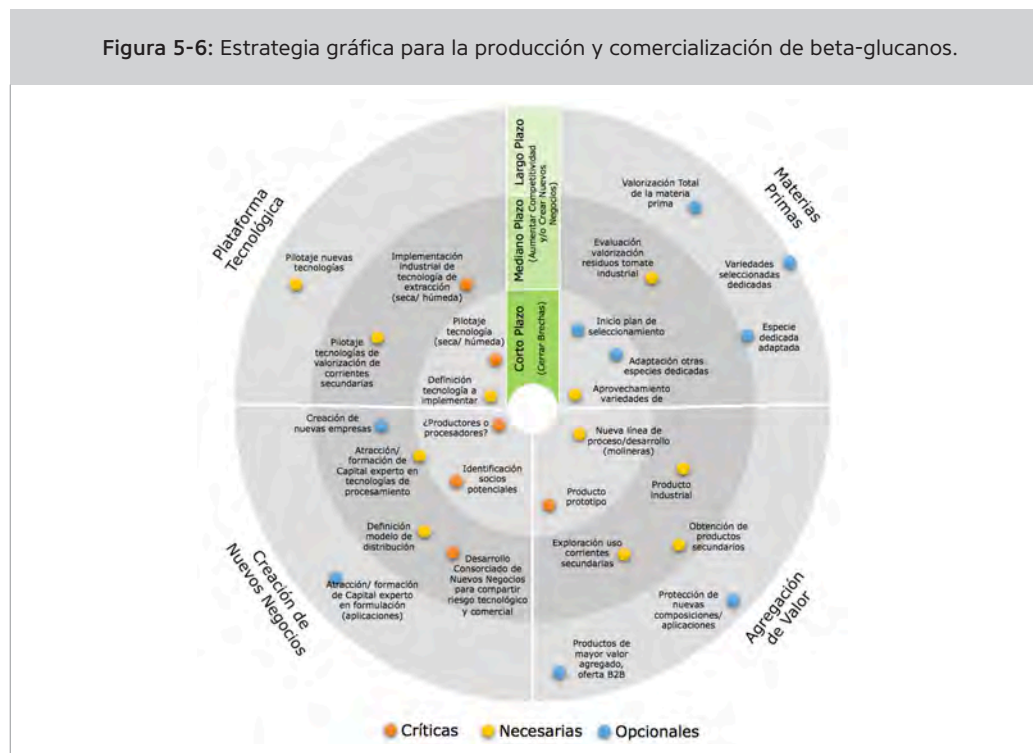 Figura 5-6: Estrategia gráfica para la producción y comercialización de beta-glucanos.
Plataforma
Tecnológica
Pilotaje nuevas
tecnologías
Implementación
industrial de
tecnología de
extracción
(seca/ húmeda)
Pilotaje
tecnologías de
valorización de
corrientes
secundarias
Pilotaje
tecnología
(seca/ húmeda)
Definición
tecnología a
implementar
Largo Plazo
Mediano Plazo
(Aumentar Competitividad
y/o Crear Nuevos
Negocios)
Corto Plazo
(Cerrar Brechas)
Materias
Primas
Valorización Total
de la materia
prima
Evaluación
valorización
residuos tomate
industrial
Variedades
seleccionadas
dedicadas
Especie
dedicada
adaptada
Inicio plan de
seleccionamiento
Adaptación otras
especies dedicadas
Aprovechamiento
variedades de
Creación de
nuevas empresas
¿Productores o
procesadores?
Atracción/
formación de
Capital experto en
tecnologías de
procesamiento
Identificación
socios
potenciales
Definición
modelo de
distribución
Desarrollo
Consorciado de
Nuevos Negocios
para compartir
riesgo tecnológico
y comercial
Atracción/ formación
de Capital experto
en formulación
(aplicaciones)
Creación de
Nuevos Negocios
Nueva línea de
proceso/desarrollo
(molineras)
Producto
industrial
Producto
prototipo
Obtención de
productos
secundarios
Exploración uso
corrientes
secundarias
Protección de
nuevas
composiciones/
aplicaciones
Productos de
mayor valor
agregado,
oferta B2B
Agregación
de Valor
Críticas
Necesarias
Opcionales